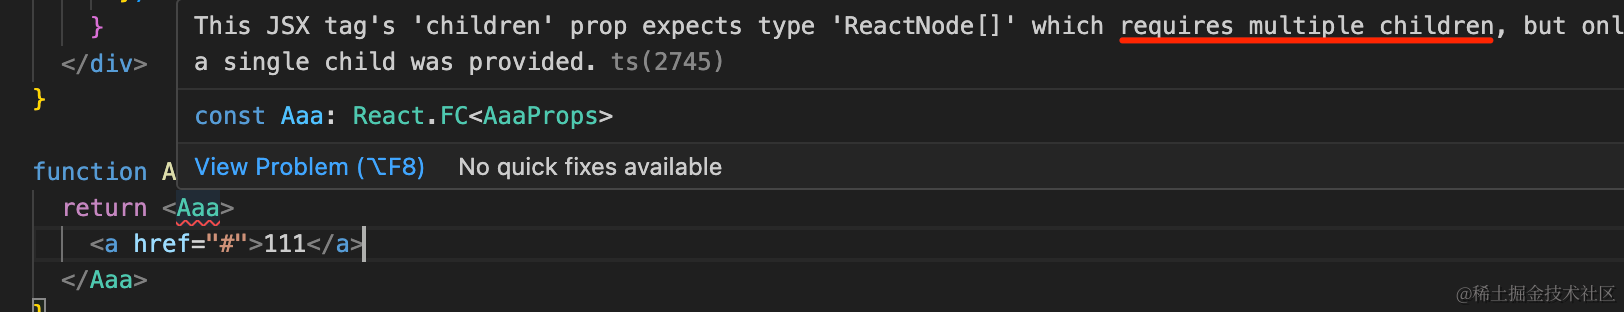 This JSX tag's 'children' prop expects type 'ReactNode[]' which requires multiple children, but onl
}
a single child was provided. ts(2745)
</div>
}
const Aaa: React.FC<AaaProps>
View Problem (⌥F8) No quick fixes available
function A
return <Aaa>
<a href="#">111</a>
</Aaa>
}
@稀土掘金技术社区